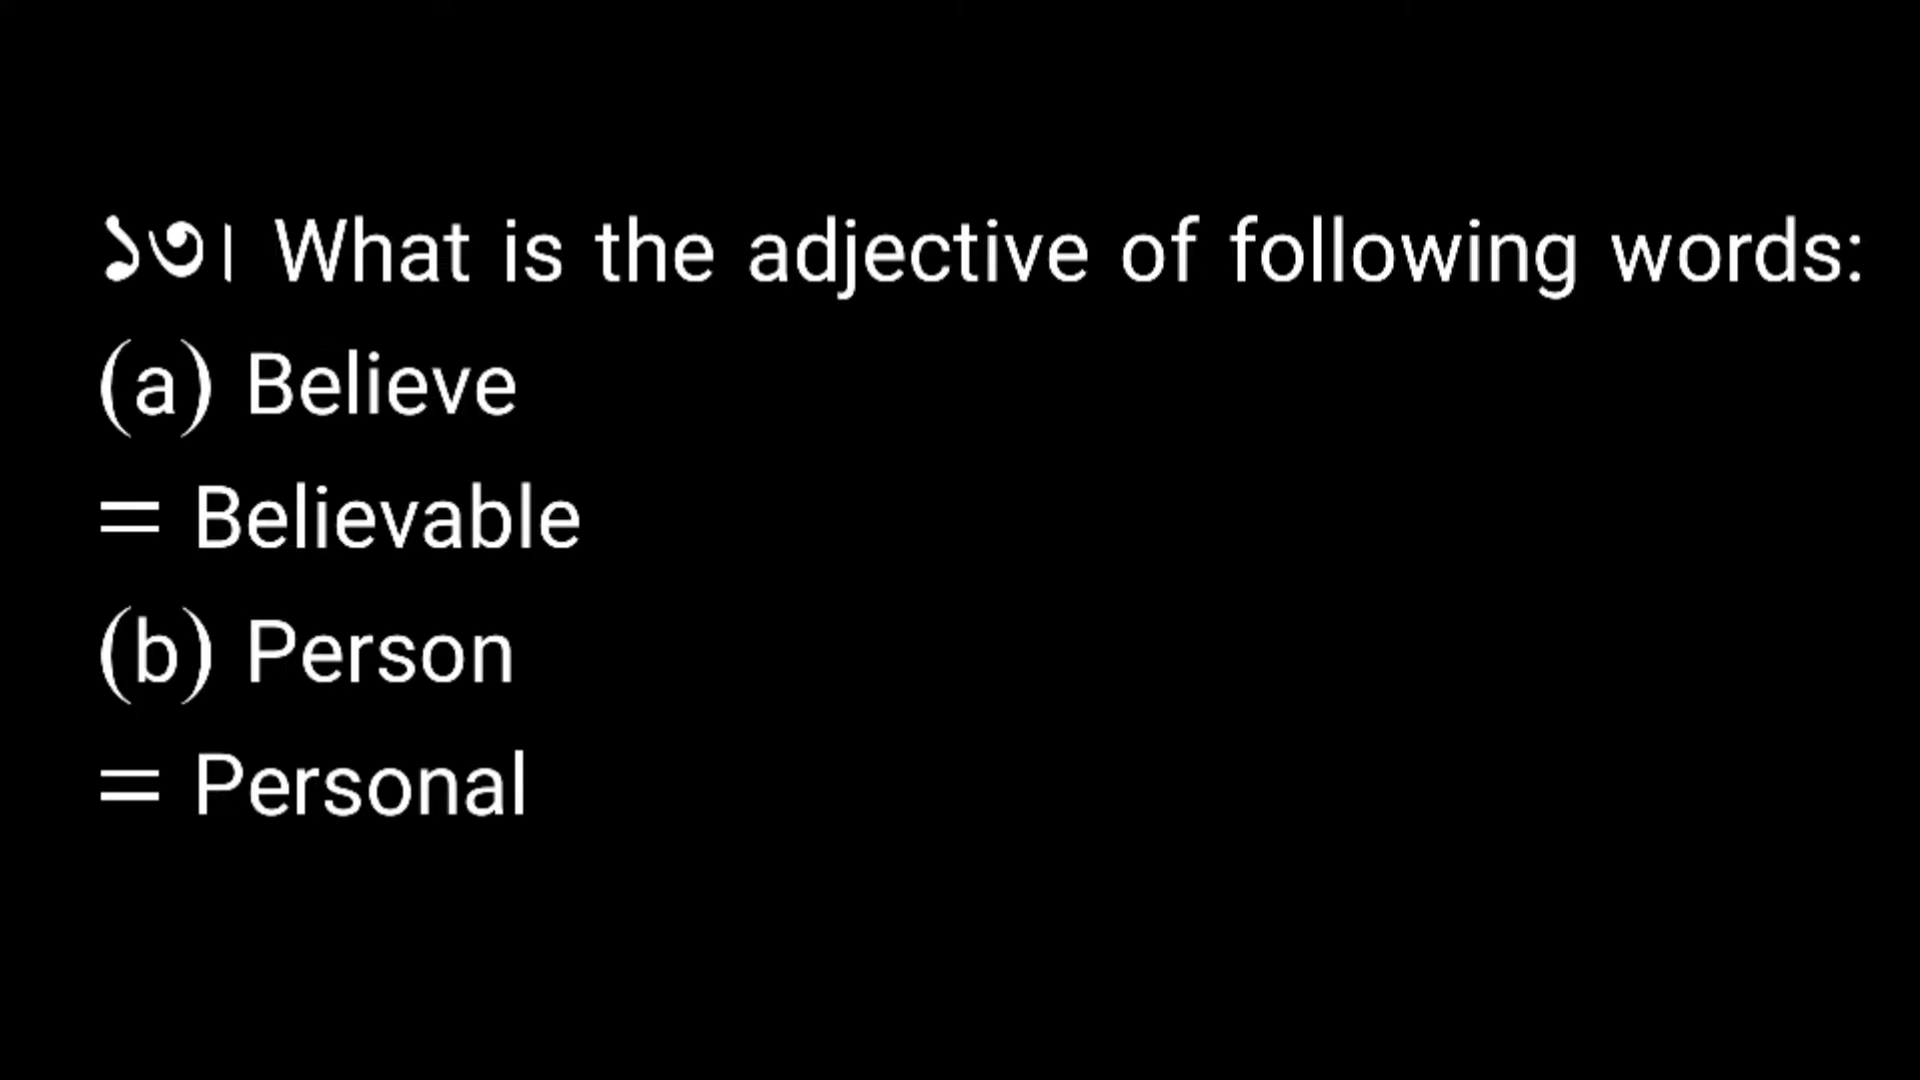 ১৩। What is the adjective of following words:
(a) Believe
= Believable
(b) Person
= Personal